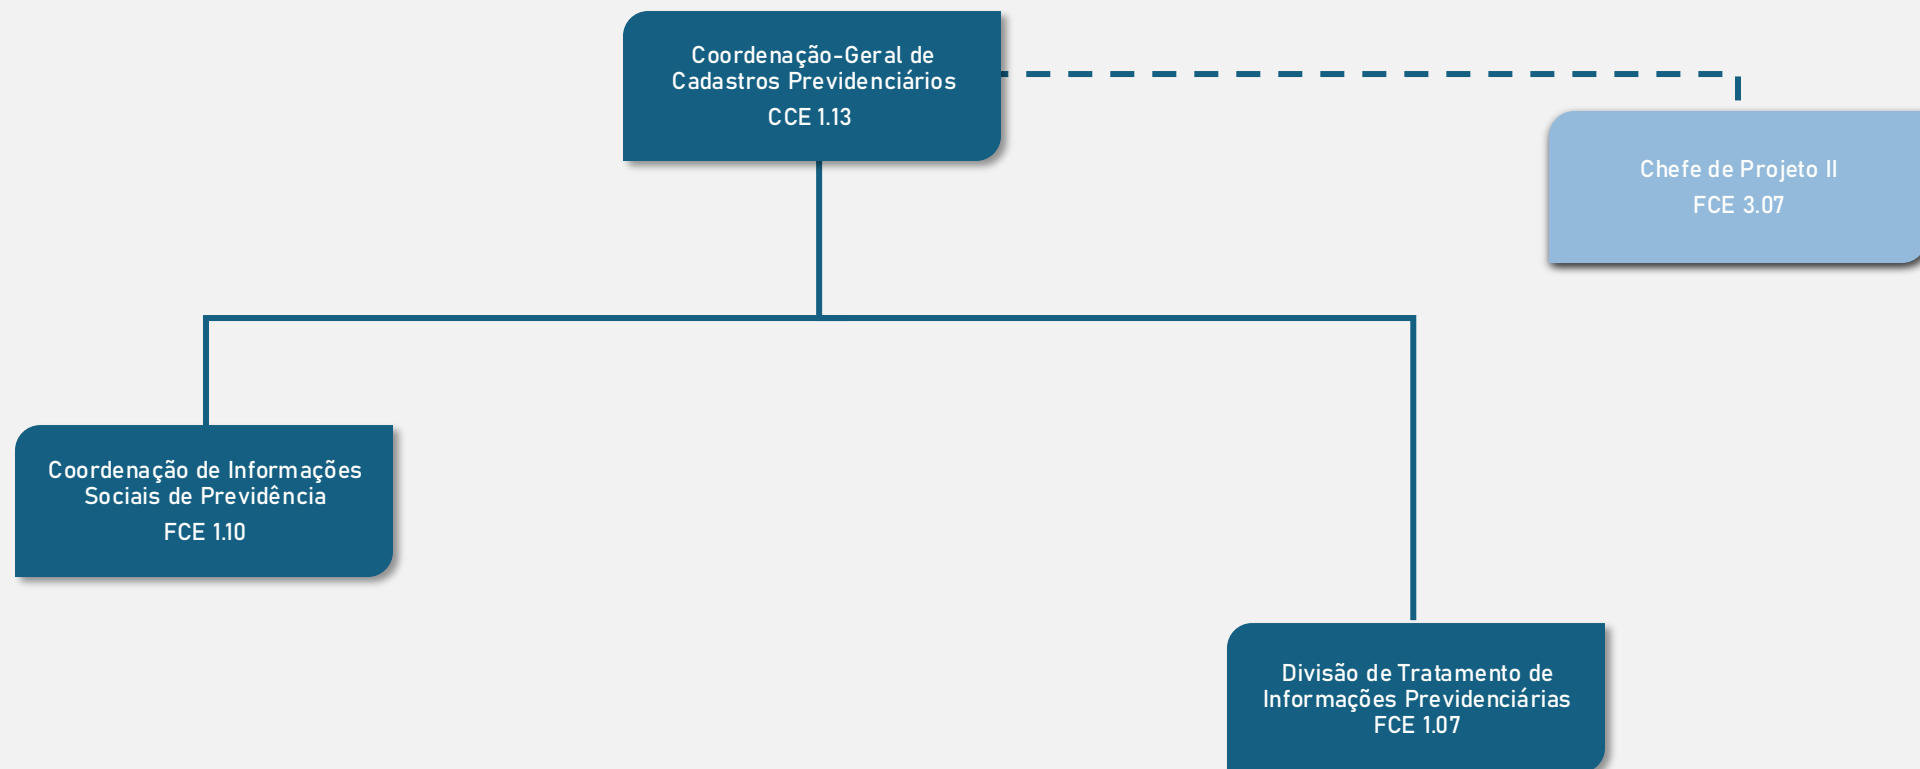 Coordenação-Geral de
Cadastros Previdenciários
CCE 1.13
Chefe de Projeto II
FCE 3.07
Coordenação de Informações
Sociais de Previdência
FCE 1.10
Divisão de Tratamento de
Informações Previdenciárias
FCE 1.07